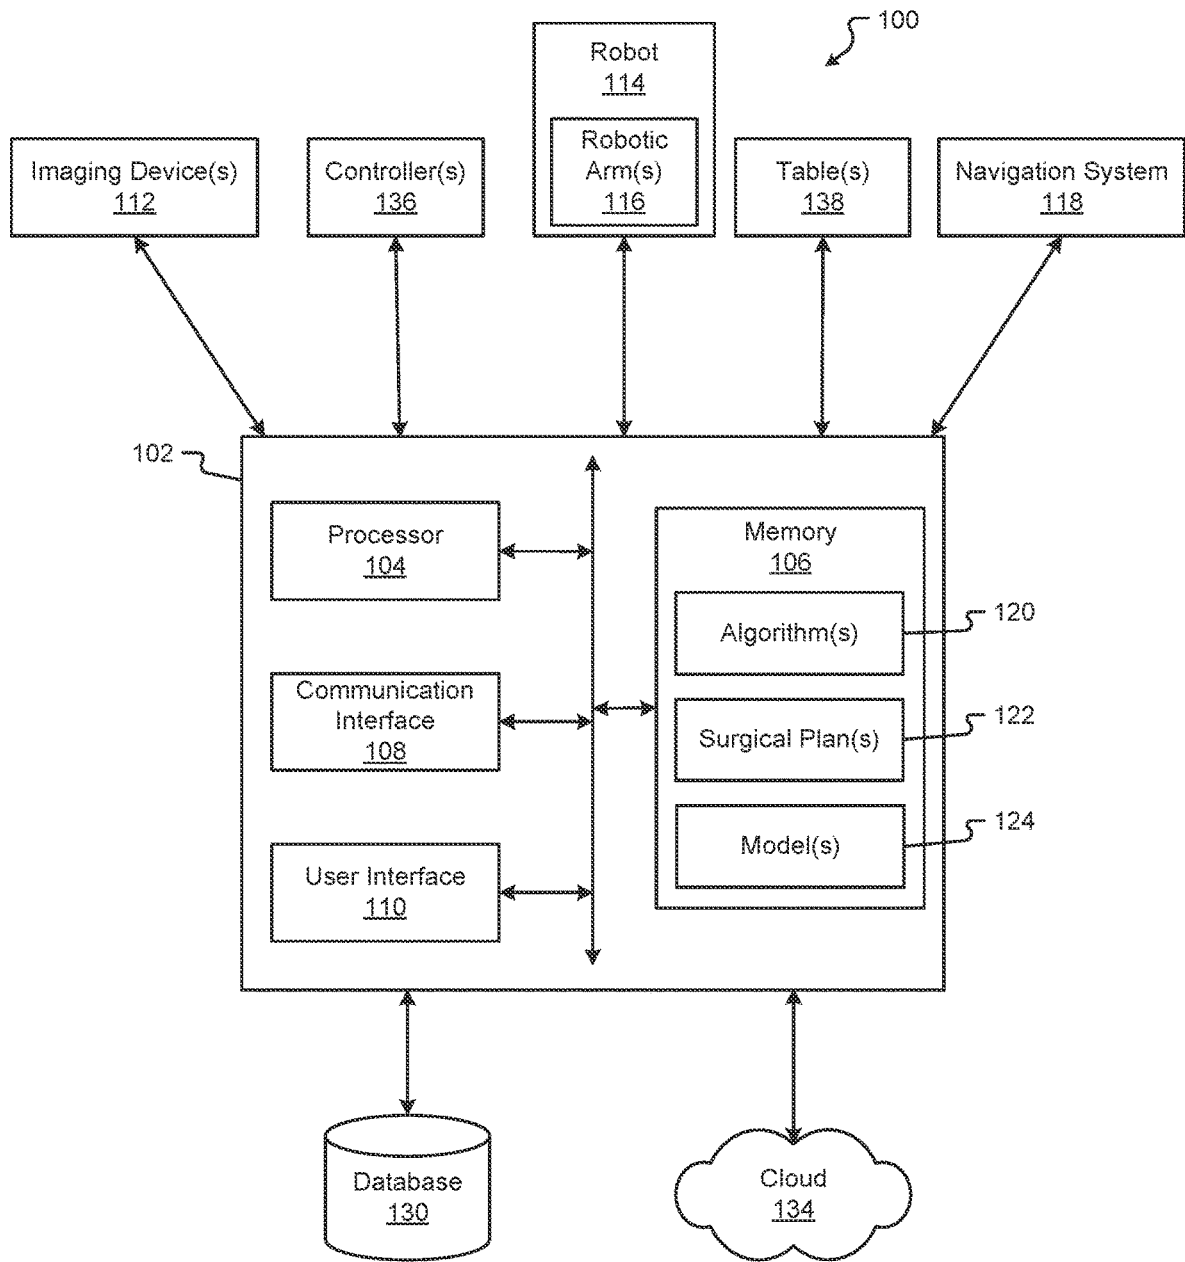 100
Robot
114
Robotic
Arm(s)
116
Imaging Device(s)
112
Controller(s)
136
Table(s)
138
Navigation System
118
102
Processor
104
Communication
Interface
108
User Interface
110
Memory
106
Algorithm(s)
120
Surgical Plan(s)
122
Model(s)
124
Database
130
Cloud
134